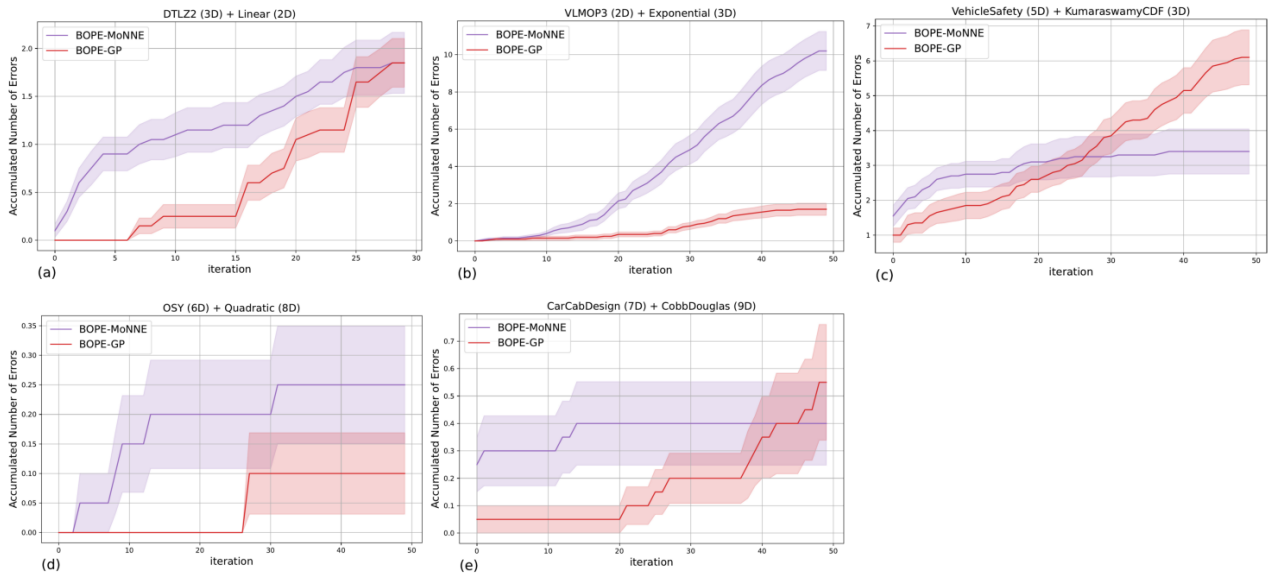 DTLZ2 (3D) + Linear (2D)
BOPE-MoNNE
BOPE-GP
Accumulated Number of Errors
2.0
1.5
1.0
0.5
0.0
0 5 10 15 20 25 30
iteration
(a)
VLMOP3 (2D) + Exponential (3D)
BOPE-MoNNE
BOPE-GP
Accumulated Number of Errors
10
8
6
4
2
0
0 10 20 30 40 50
iteration
(b)
VehicleSafety (5D) + KumaraswamyCDF (3D)
BOPE-MoNNE
BOPE-GP
Accumulated Number of Errors
7
6
5
4
3
2
1
0 10 20 30 40 50
iteration
(c)
OSY (6D) + Quadratic (8D)
BOPE-MoNNE
BOPE-GP
Accumulated Number of Errors
0.35
0.30
0.25
0.20
0.15
0.10
0.05
0.00
0 10 20 30 40 50
iteration
(d)
CarCabDesign (7D) + CobbDouglas (9D)
BOPE-MoNNE
BOPE-GP
Accumulated Number of Errors
0.7
0.6
0.5
0.4
0.3
0.2
0.1
0.0
0 10 20 30 40 50
iteration
(e)